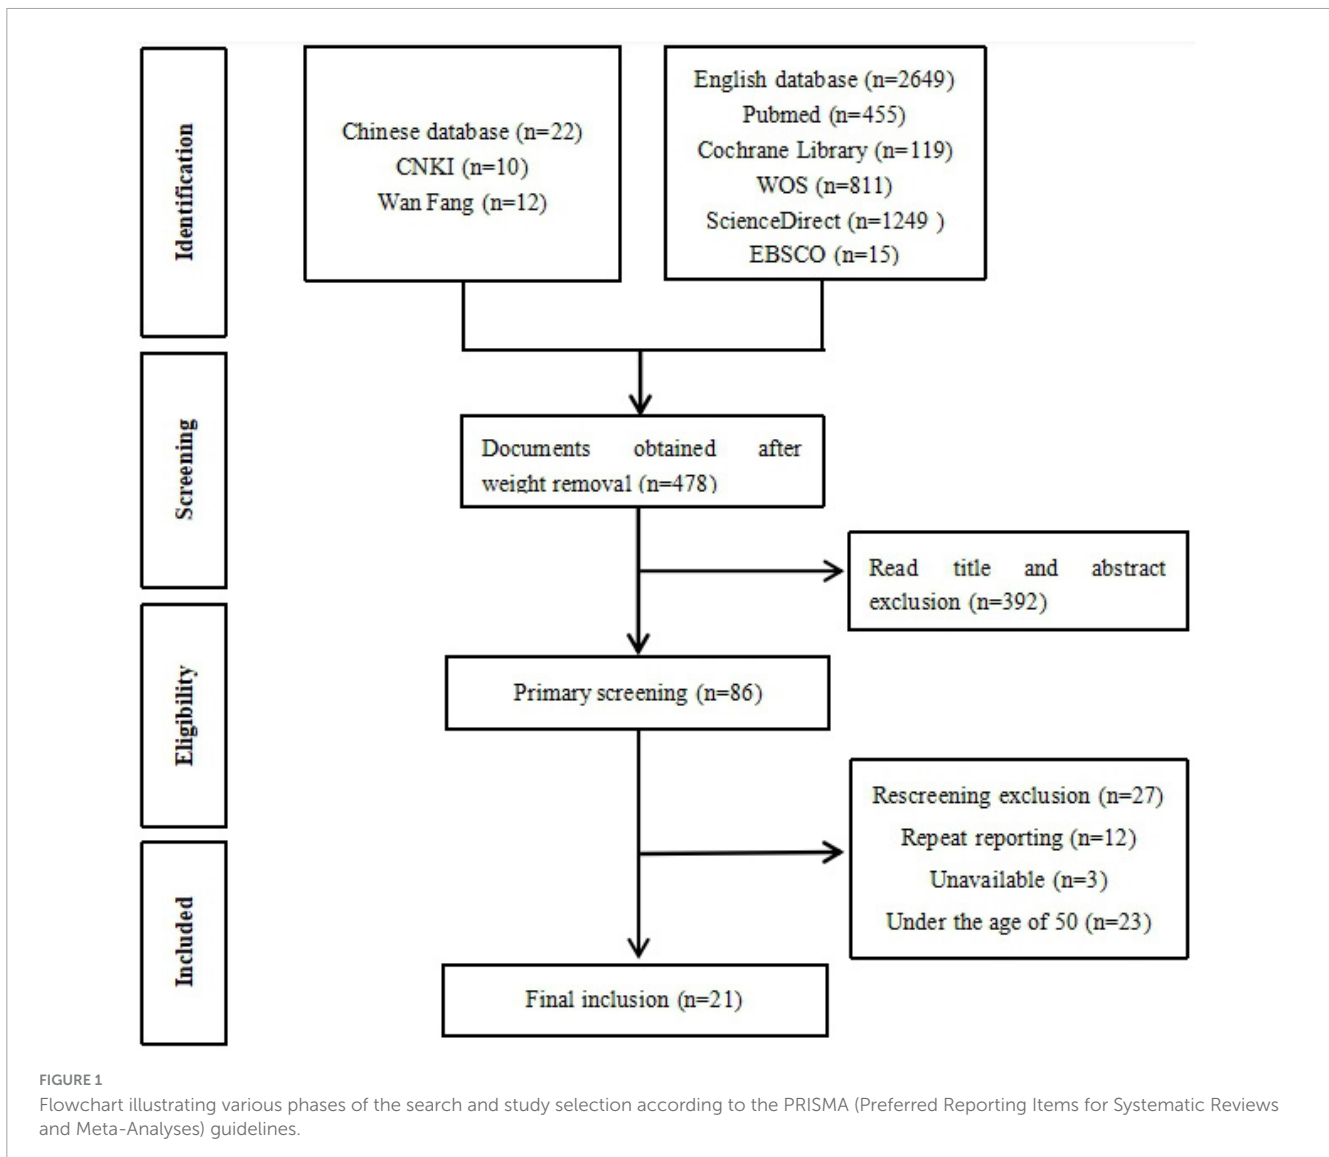 Identification
Chinese database (n=22)
CNKI (n=10)
Wan Fang (n=12)
English database (n=2649)
Pubmed (n=455)
Cochrane Library (n=119)
WOS (n=811)
ScienceDirect (n=1249 )
EBSCO (n=15)
Screening
Documents obtained after
weight removal (n=478)
Read title and abstract
exclusion (n=392)
Eligibility
Primary screening (n=86)
Rescreening exclusion (n=27)
Repeat reporting (n=12)
Unavailable (n=3)
Under the age of 50 (n=23)
Included
Final inclusion (n=21)
FIGURE 1
Flowchart illustrating various phases of the search and study selection according to the PRISMA (Preferred Reporting Items for Systematic Reviews
and Meta-Analyses) guidelines.